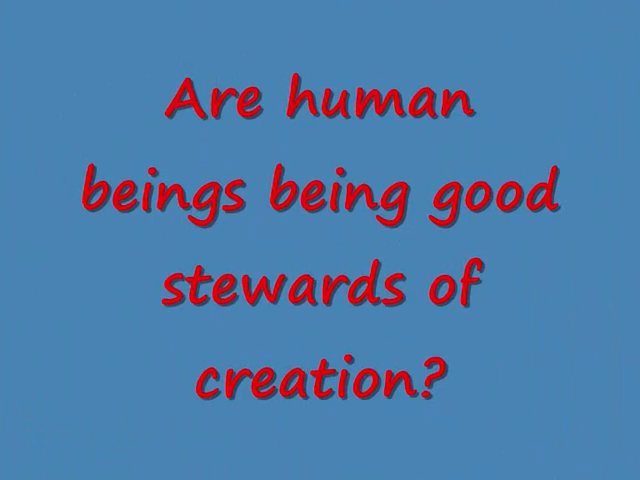 Are human
beings being good
stewards of
creation?